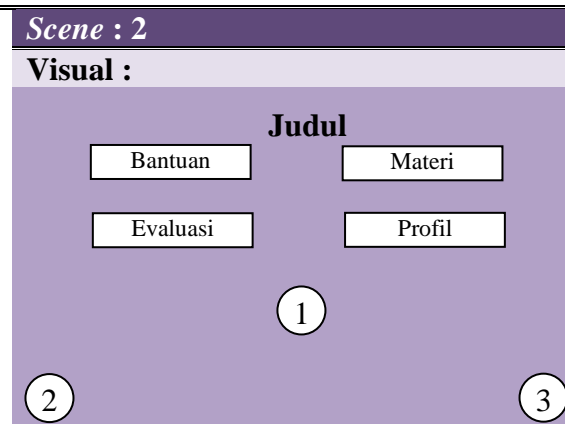 Scene : 2
Visual :
Judul
Bantuan Materi
Evaluasi Profil
1
2 3